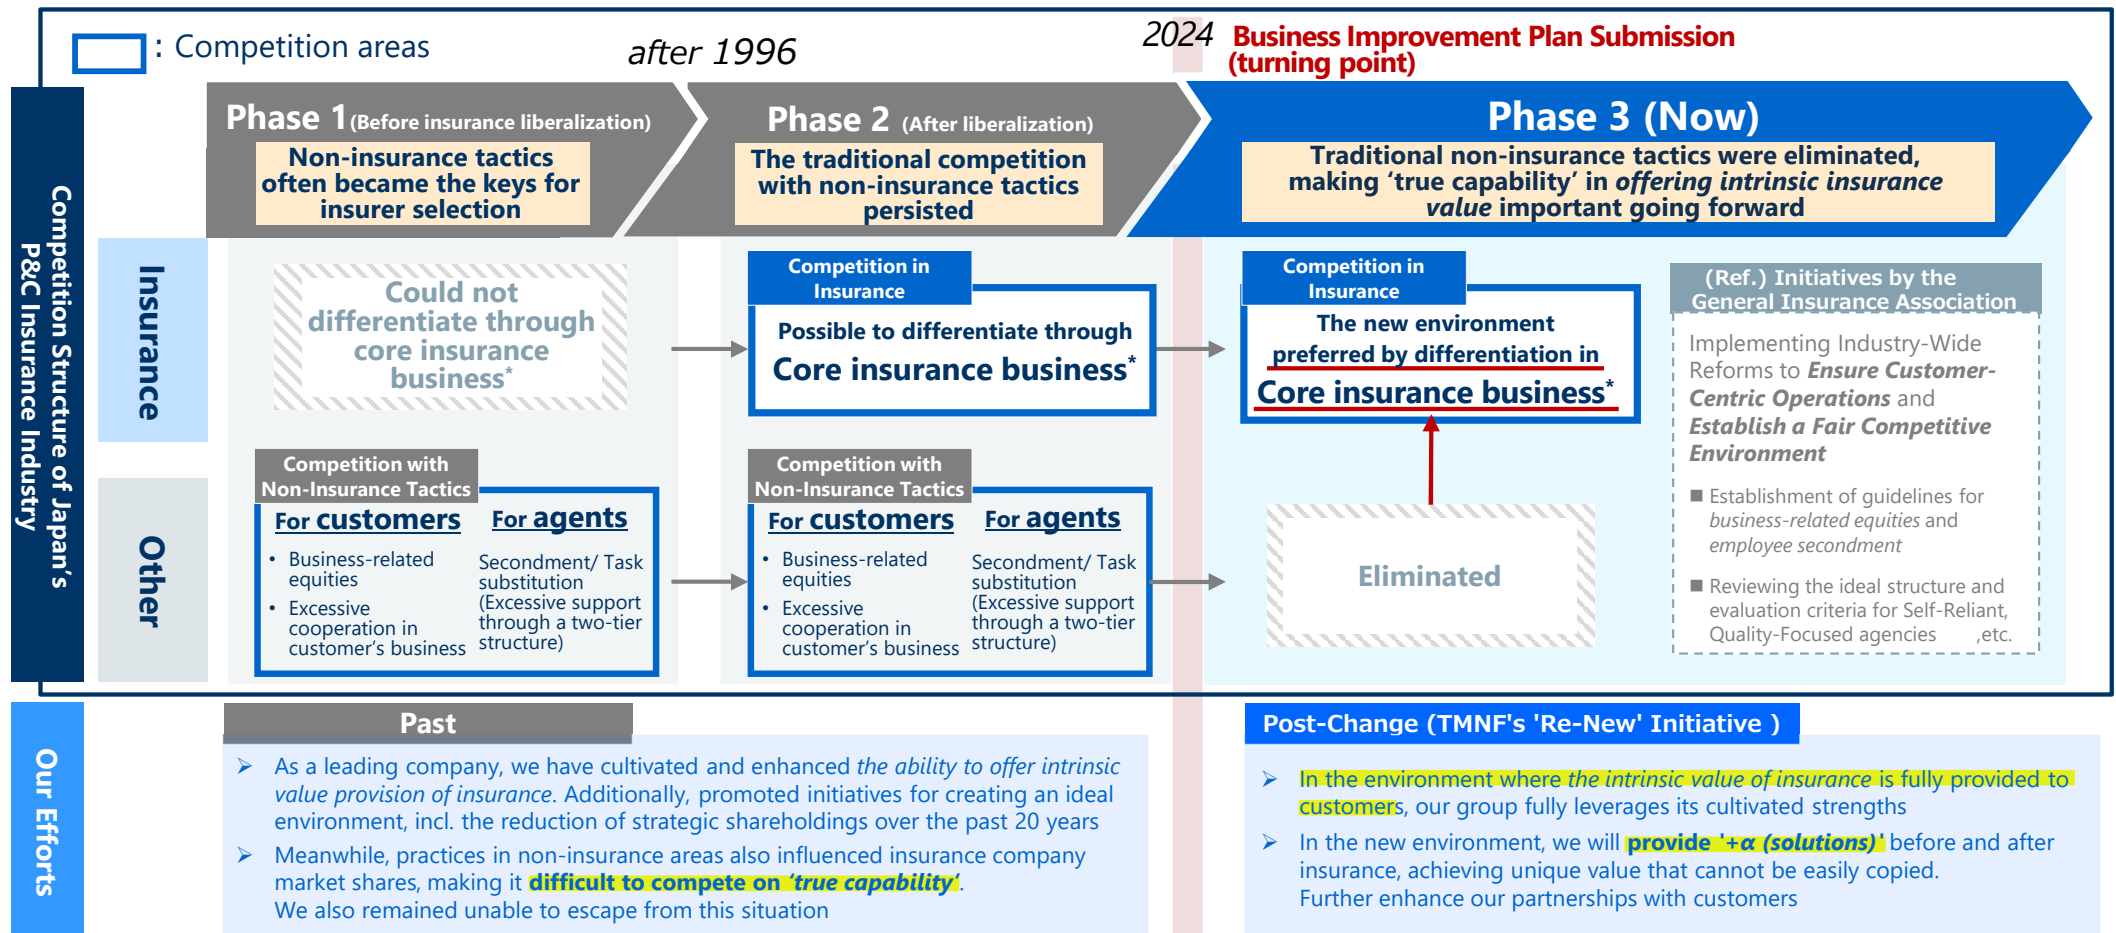 : Competition areas
after 1996
2024
Business Improvement Plan Submission
(turning point)
Competition Structure of Japan's
P&C Insurance Industry
Phase 1(Before insurance liberalization)
Non-insurance tactics
often became the keys for
insurer selection
Phase 2 (After liberalization)
The traditional competition
with non-insurance tactics
persisted
Phase 3 (Now)
Traditional non-insurance tactics were eliminated,
making ‘true capability’ in offering intrinsic insurance
value important going forward
Insurance
Could not
differentiate through
core insurance
business*
Competition in
Insurance
Possible to differentiate through
Core insurance business*
Competition in
Insurance
The new environment
preferred by differentiation in
Core insurance business*
(Ref.) Initiatives by the
General Insurance Association
Implementing Industry-Wide
Reforms to Ensure Customer-
Centric Operations and
Establish a Fair Competitive
Environment
■ Establishment of guidelines for
business-related equities and
employee secondment
■ Reviewing the ideal structure and
evaluation criteria for Self-Reliant,
Quality-Focused agencies ,etc.
Other
Competition with
Non-Insurance Tactics
For customers
• Business-related
equities
• Excessive
cooperation in
customer’s business
For agents
Secondment/ Task
substitution
(Excessive support
through a two-tier
structure)
Competition with
Non-Insurance Tactics
For customers
• Business-related
equities
• Excessive
cooperation in
customer’s business
For agents
Secondment/ Task
substitution
(Excessive support
through a two-tier
structure)
Eliminated
Our Efforts
Past
➢ As a leading company, we have cultivated and enhanced the ability to offer intrinsic
value provision of insurance. Additionally, promoted initiatives for creating an ideal
environment, incl. the reduction of strategic shareholdings over the past 20 years
➢ Meanwhile, practices in non-insurance areas also influenced insurance company
market shares, making it difficult to compete on ‘true capability’.
We also remained unable to escape from this situation
Post-Change (TMNF's 'Re-New' Initiative )
➢ In the environment where the intrinsic value of insurance is fully provided to
customers, our group fully leverages its cultivated strengths
➢ In the new environment, we will provide '+α (solutions)' before and after
insurance, achieving unique value that cannot be easily copied.
Further enhance our partnerships with customers